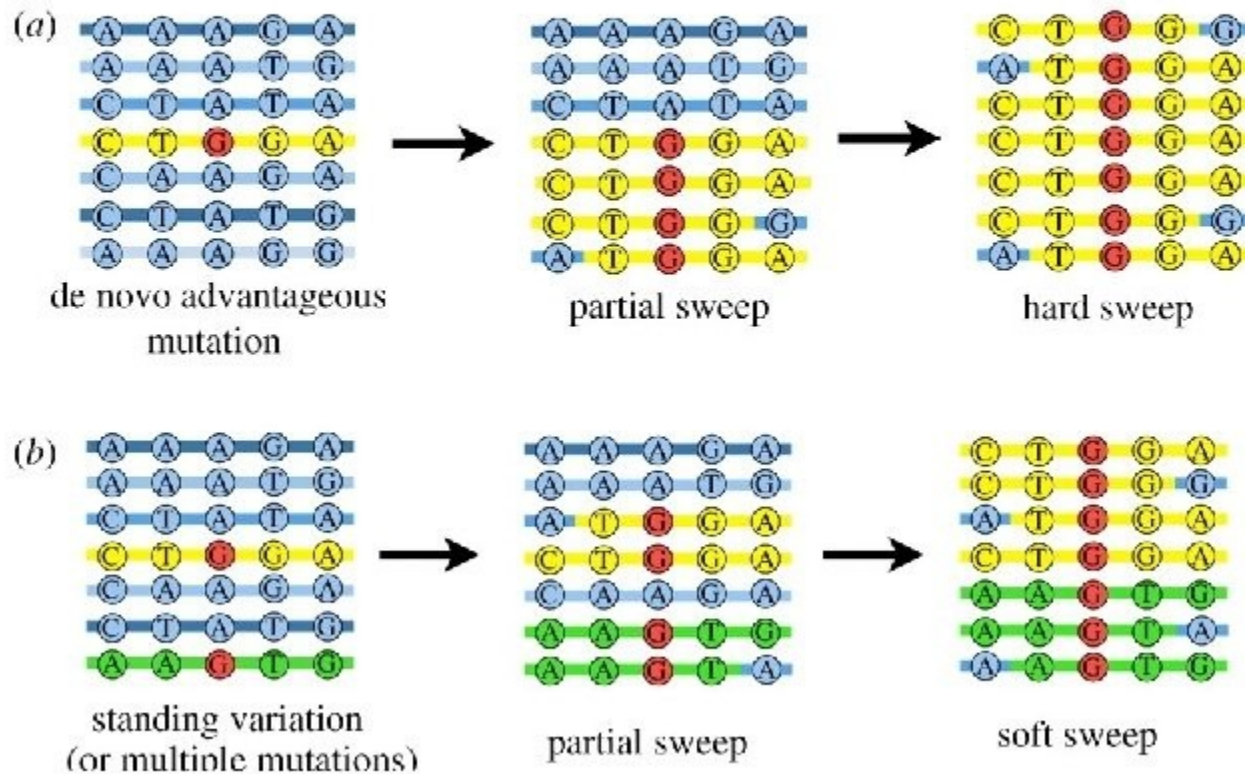 (a)
A A A G A
A A A T G
C T A T A
C T G G A
C A A G A
C T A T G
A A A G G
de novo advantageous
mutation
A A A G A
A A A T G
C T A T A
C T G G A
C T G G A
C T G G G
A T G G A
partial sweep
C T G G G
A T G G A
C T G G A
C T G G A
C T G G A
C T G G G
A T G G A
hard sweep
(b)
A A A G A
A A A T G
C T A T A
C T G G A
C A A G A
C T A T G
A A G T G
standing variation
(or multiple mutations)
A A A G A
A A A T G
A T G G A
C T G G A
C A A G A
A A G T G
A A G T A
partial sweep
C T G G A
C T G G G
A T G G A
C T G G A
A A G T G
A A G T A
A A G T G
soft sweep